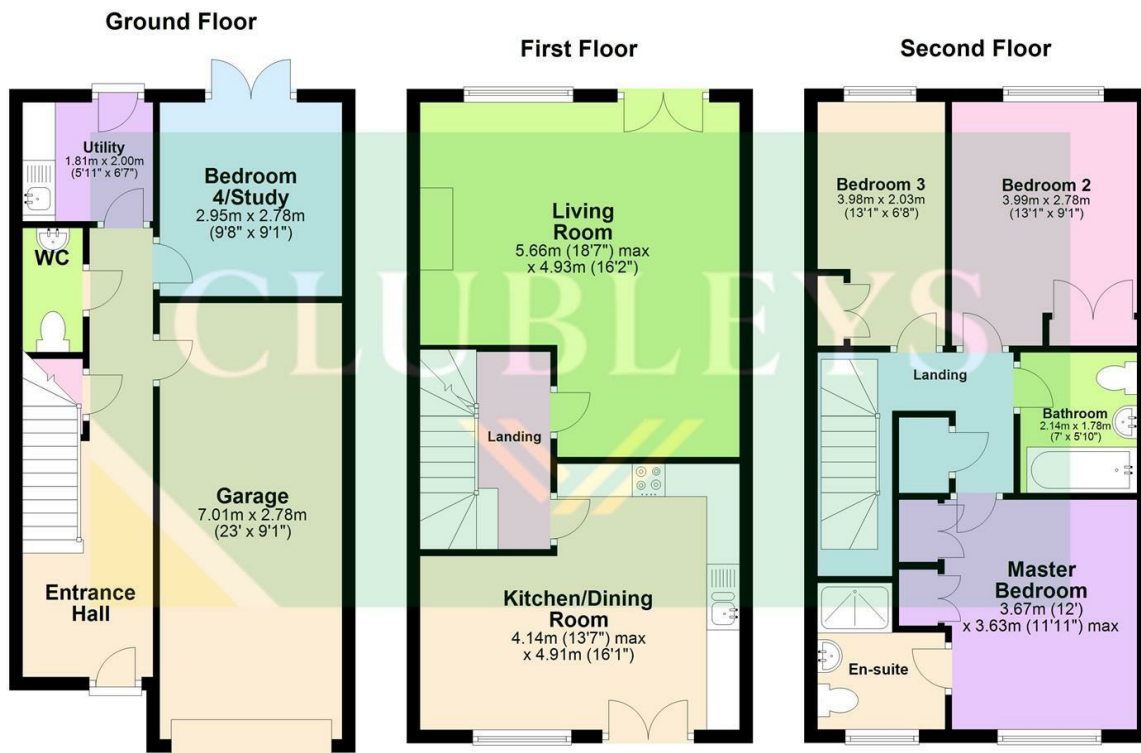 Ground Floor
Utility
1.81m x 2.00m
(5'11" x 6'7")
Bedroom
4/Study
2.95m x 2.78m
(9'8" x 9'1")
WC
Garage
7.01m x 2.78m
(23' x 9'1")
Entrance
Hall
First Floor
Living
Room
5.66m (18'7") max
x 4.93m (16'2")
Landing
Kitchen/Dining
Room
4.14m (13'7") max
x 4.91m (16'1")
Second Floor
Bedroom 3
3.98m x 2.03m
(13'1" x 6'8")
Bedroom 2
3.99m x 2.78m
(13'1" x 9'1")
Landing
Bathroom
2.14m x 1.78m
(7' x 5'10")
Master
Bedroom
3.67m (12')
x 3.63m (11'11") max
En-suite
CLUBLEYS